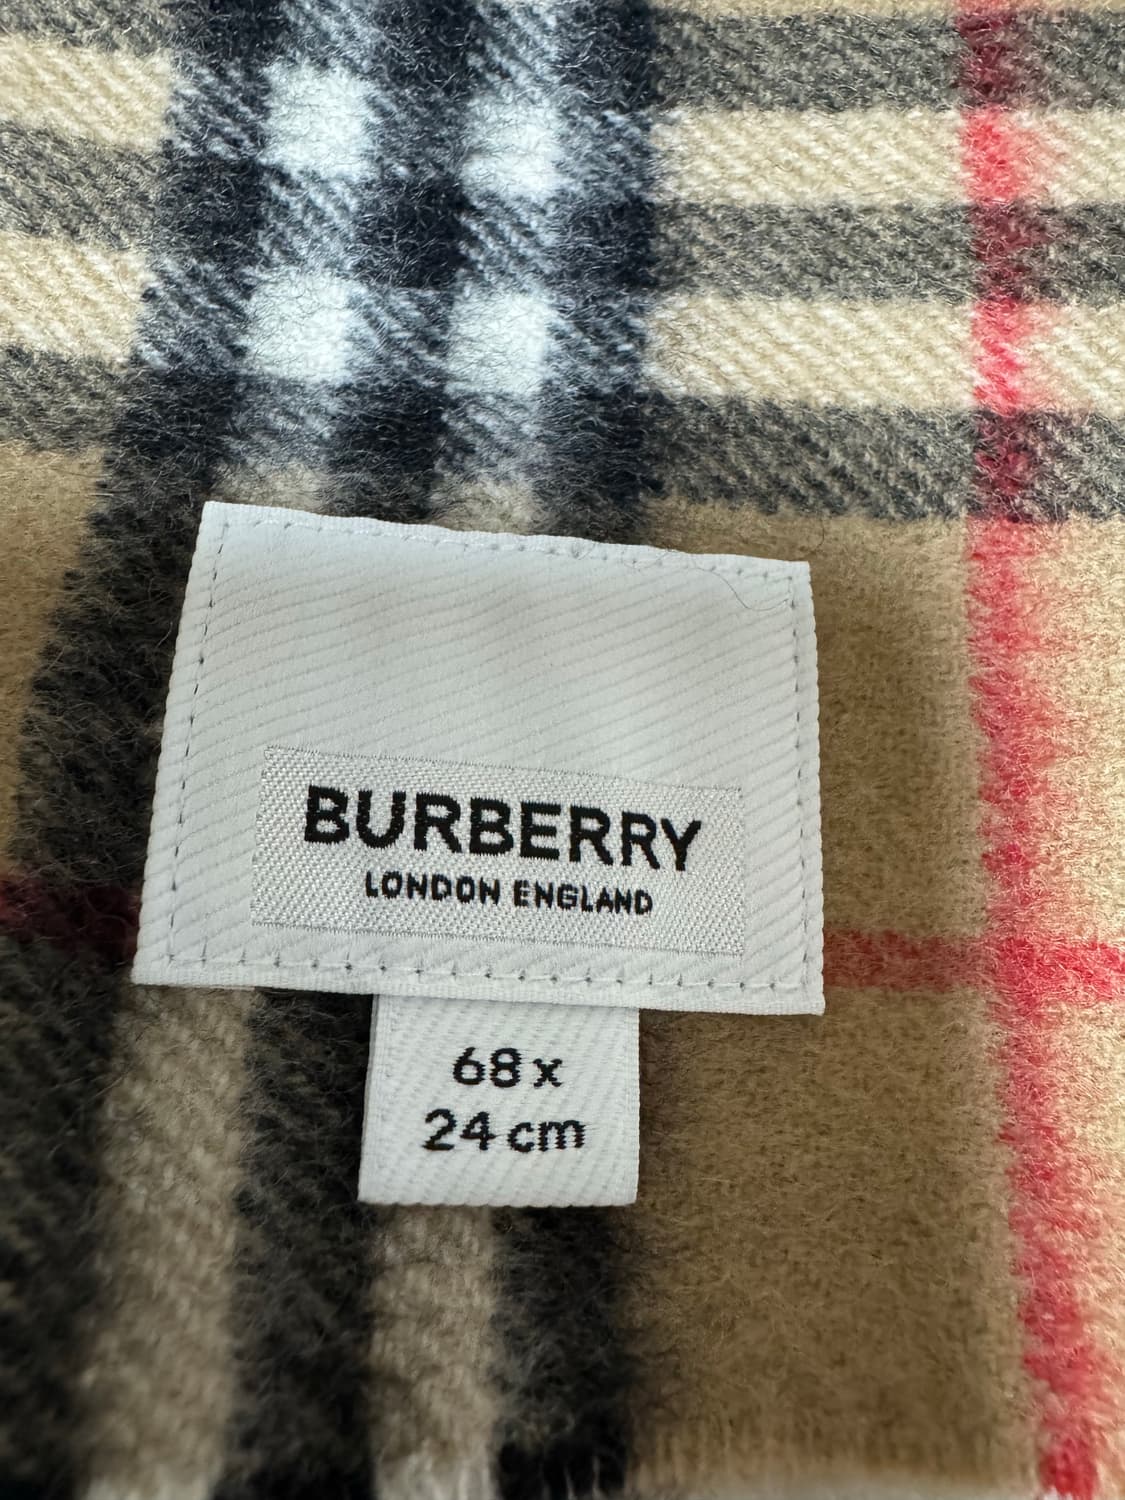 BURBERRY
LONDON ENGLAND
68 x
24 cm